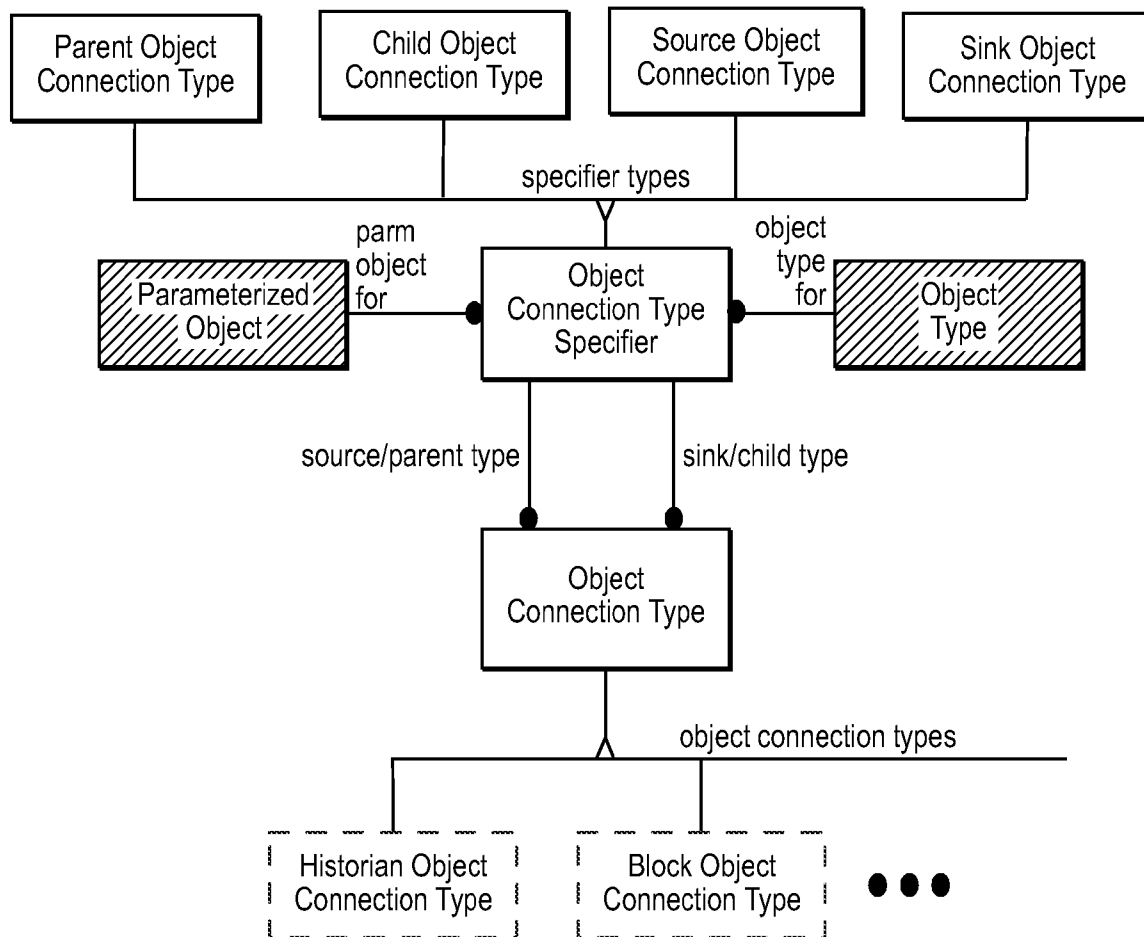 Parent Object
Connection Type
Child Object
Connection Type
Source Object
Connection Type
Sink Object
Connection Type
specifier types
parm
object
for
object
type
for
Parameterized
Object
Object
Connection Type
Specifier
Object
Type
source/parent type
sink/child type
Object
Connection Type
object connection types
Historian Object
Connection Type
Block Object
Connection Type